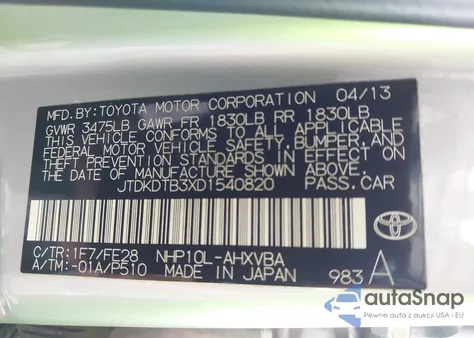 MFD.BY:TOYOTA MOTOR CORPORATION 04/13
GVWR 3475LB GAWR FR 1830LB RR 1830LB
THIS VEHICLE CONFORMS TO ALL APPLICABLE
FEDERAL MOTOR VEHICLE SAFETY,BUMPER,AND
THEFT PREVENTION STANDARDS IN EFFECT ON
THE DATE OF MANUFACTURE SHOWN ABOVE.
JTDKDTB3XD1540820 PASS.CAR
C/TR:1F7/FE28 NHP10L-AHXVBA
A/TM:-01A/P510 MADE IN JAPAN 983 A
autoSnap
Pewne auta z USA i EU